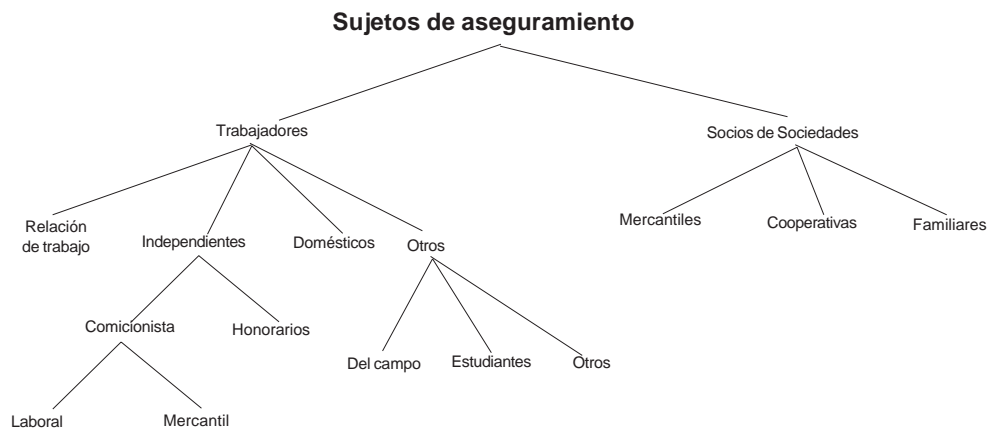 Sujetos de aseguramiento
Trabajadores
Socios de Sociedades
Relación
de trabajo
Independientes
Domésticos
Otros
Mercantiles
Cooperativas
Familiares
Comicionista
Honorarios
Del campo
Estudiantes
Otros
Laboral
Mercantil